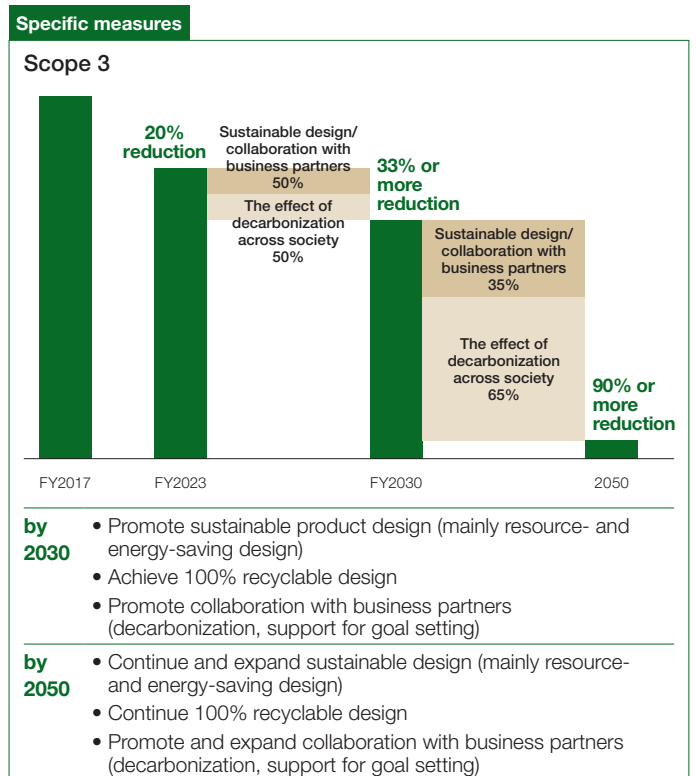 Specific measures
Scope 3
20%
reduction
Sustainable design/
collaboration with
business partners
50%
The effect of
decarbonization
across society
50%
33% or
more
reduction
Sustainable design/
collaboration with
business partners
35%
The effect of
decarbonization
across society
65%
90% or
more
reduction
FY2017
FY2023
FY2030
2050
by
2030
• Promote sustainable product design (mainly resource- and
energy-saving design)
• Achieve 100% recyclable design
• Promote collaboration with business partners
(decarbonization, support for goal setting)
by
2050
• Continue and expand sustainable design (mainly resource-
and energy-saving design)
• Continue 100% recyclable design
• Promote and expand collaboration with business partners
(decarbonization, support for goal setting)